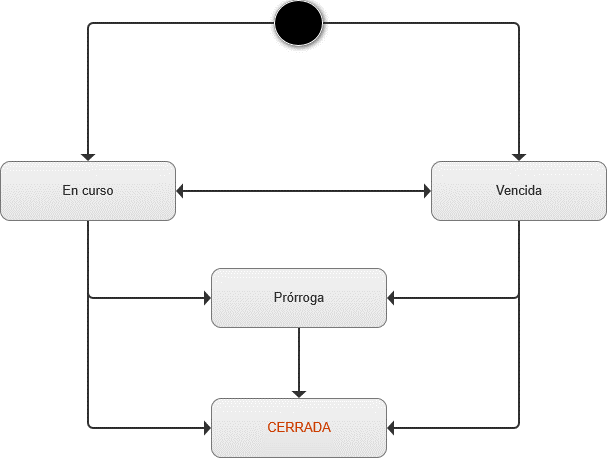 En curso
Vencida
Prórroga
CERRADA